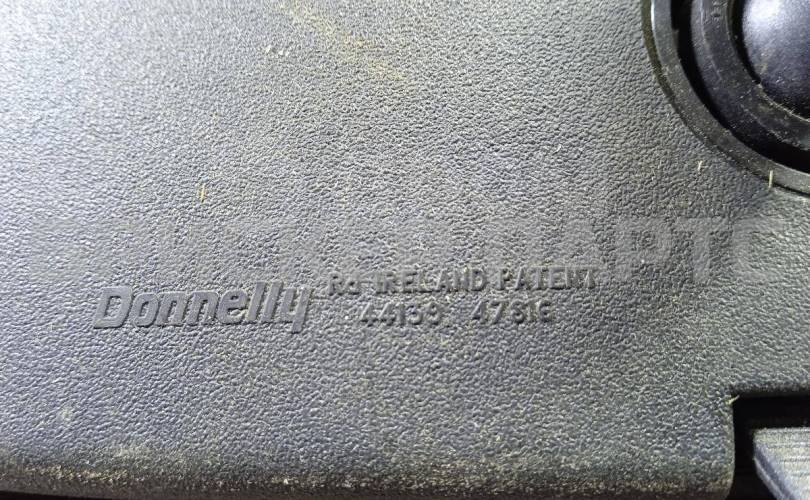 Donnelly
Rd IRELAND PATENT
44139 47316